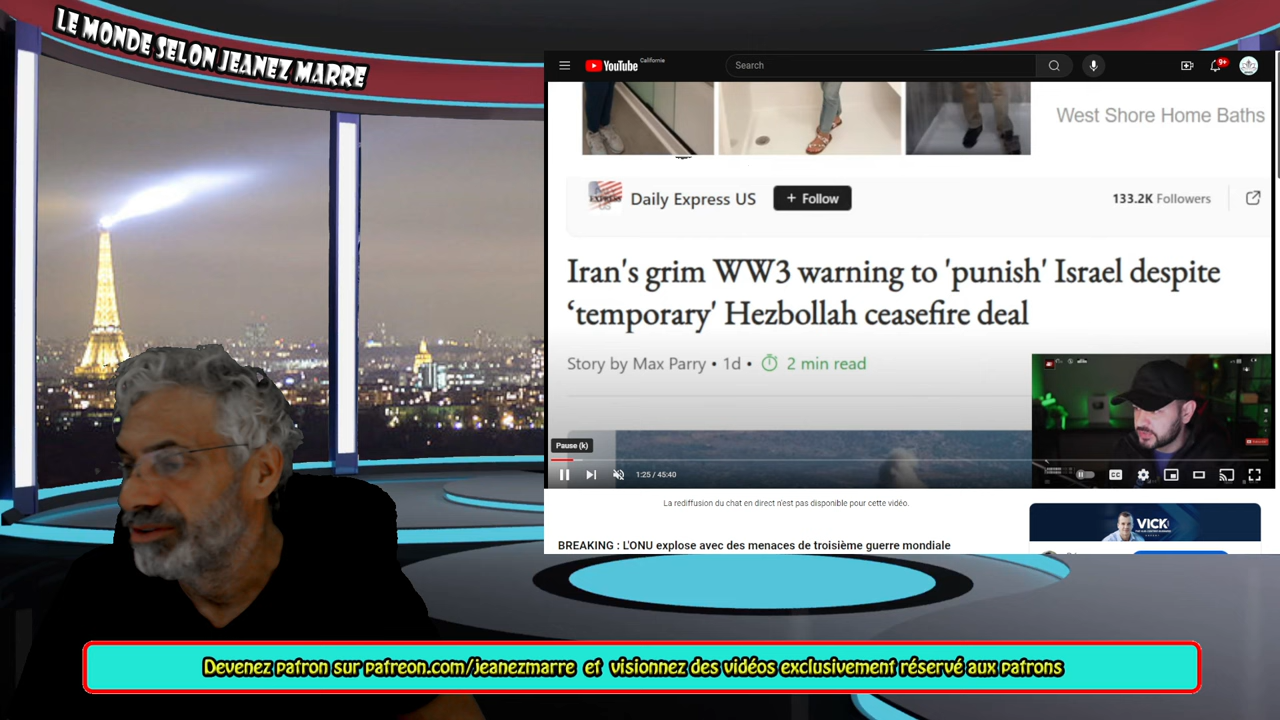 LE MONDE SELON JEANEZ MARRE
YouTube
Californie
Search
9+
West Shore Home Baths
Daily Express US
+ Follow
133.2K Followers
Iran's grim WW3 warning to 'punish' Israel despite
‘temporary' Hezbollah ceasefire deal
Story by Max Parry • 1d •
2 min read
Pause (k)
1:25 / 45:40
CC
La rediffusion du chat en direct n'est pas disponible pour cette vidéo.
VICK
BREAKING : L'ONU explose avec des menaces de troisième guerre mondiale
Devenez patron sur patreon.com/jeanezmarre et visionnez des vidéos exclusivement réservé aux patrons